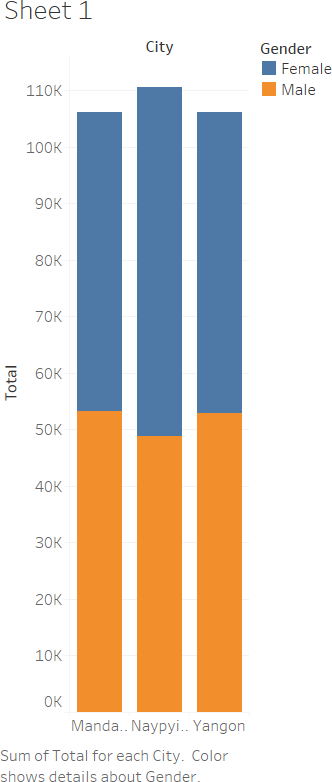 Sheet 1
City
Gender
Female
Male
110K
100K
90K
80K
70K
60K
50K
40K
30K
20K
10K
0K
Total
Manda.. Naypyi.. Yangon
Sum of Total for each City.  Color
shows details about Gender.